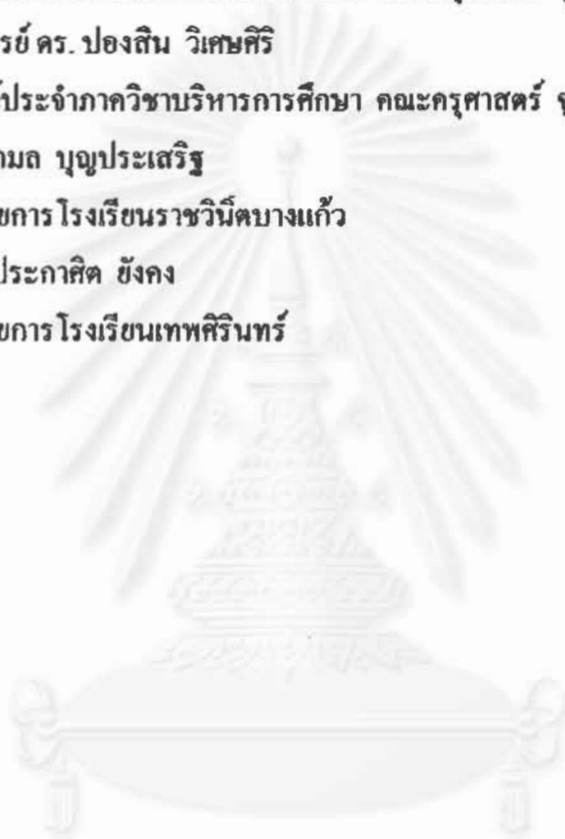 รย์ ดร. ปองสิน วิเศษศิริ
ประจำภาควิชาบริหารการศึกษา คณะครุศาสตร์ จุ
มล บุญประเสริฐ
ยการโรงเรียนราชวินิตบางแก้ว
ประกาศิต ยังคง
ยการโรงเรียนเทพศิรินทร์